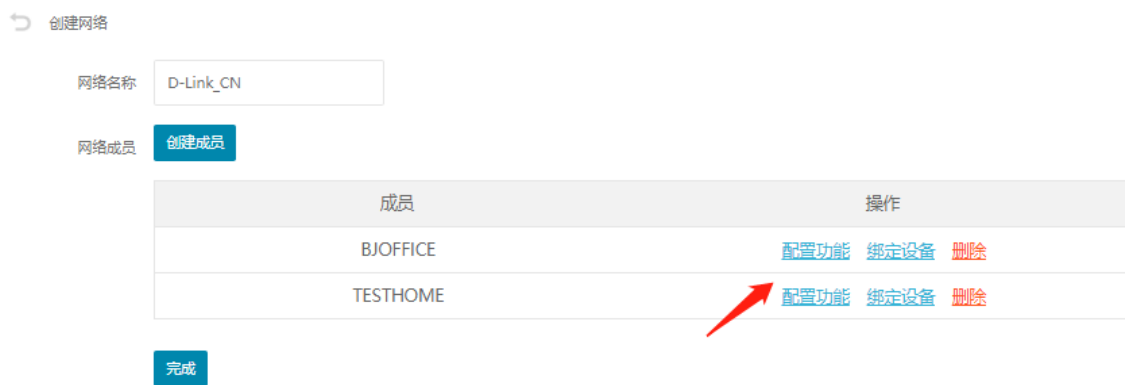 创建网络
网络名称 D-Link_CN
网络成员 创建成员
成员 操作
BJOFFICE 配置功能 绑定设备 删除
TESTHOME 配置功能 绑定设备 删除
完成